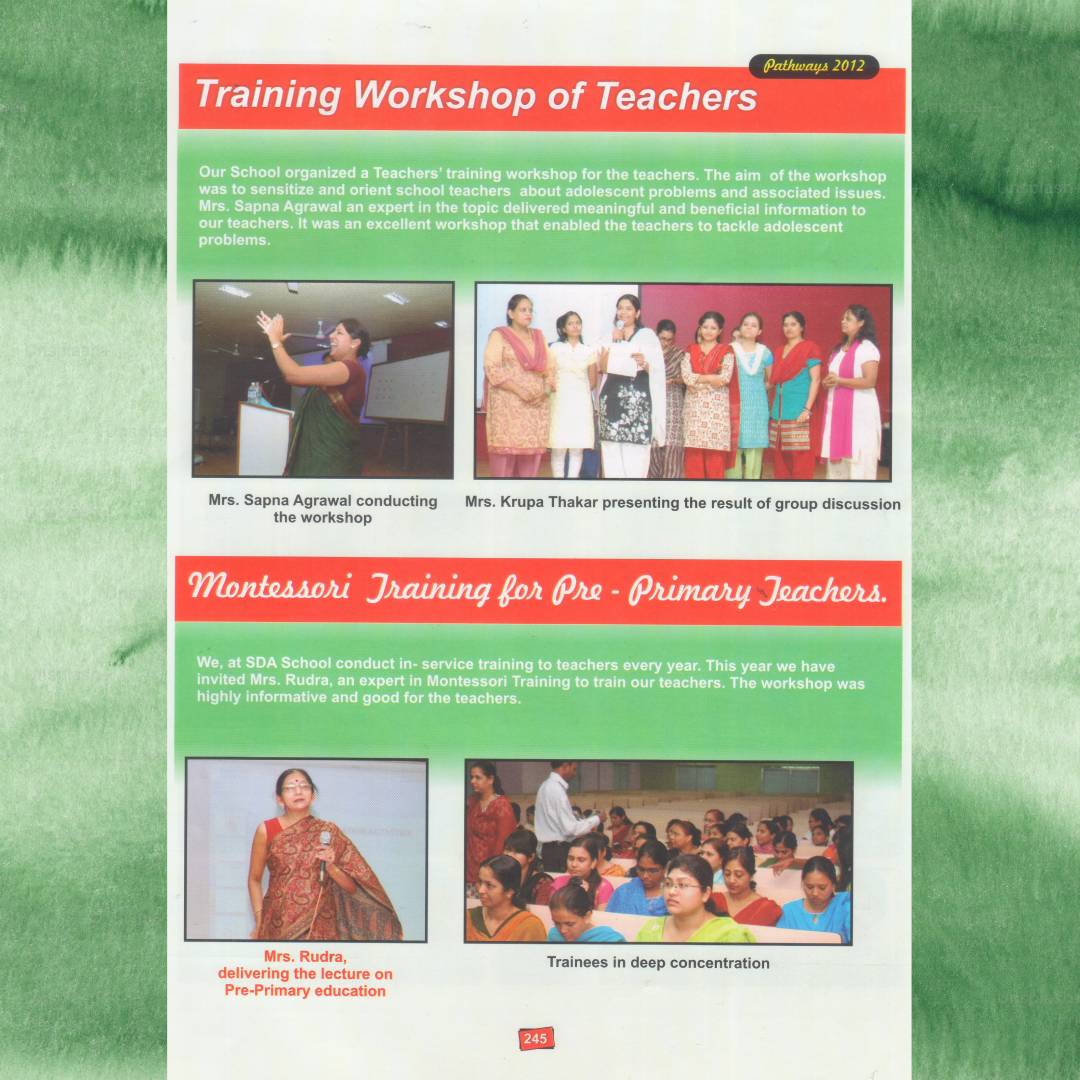 Pathways 2012
Training Workshop of Teachers
Our School organized a Teachers' training workshop for the teachers. The aim  of the workshop
was to sensitize and orient school teachers  about adolescent problems and associated issues.
Mrs. Sapna Agrawal an expert in the topic delivered meaningful and beneficial information to
our teachers. It was an excellent workshop that enabled the teachers to tackle adolescent
problems.
Mrs. Sapna Agrawal conducting
the workshop
Mrs. Krupa Thakar presenting the result of group discussion
Montessori  Training for Pre - Primary Teachers.
We, at SDA School conduct in- service training to teachers every year. This year we have
invited Mrs. Rudra, an expert in Montessori Training to train our teachers. The workshop was
highly informative and good for the teachers.
Mrs. Rudra,
delivering the lecture on
Pre-Primary education
Trainees in deep concentration
245